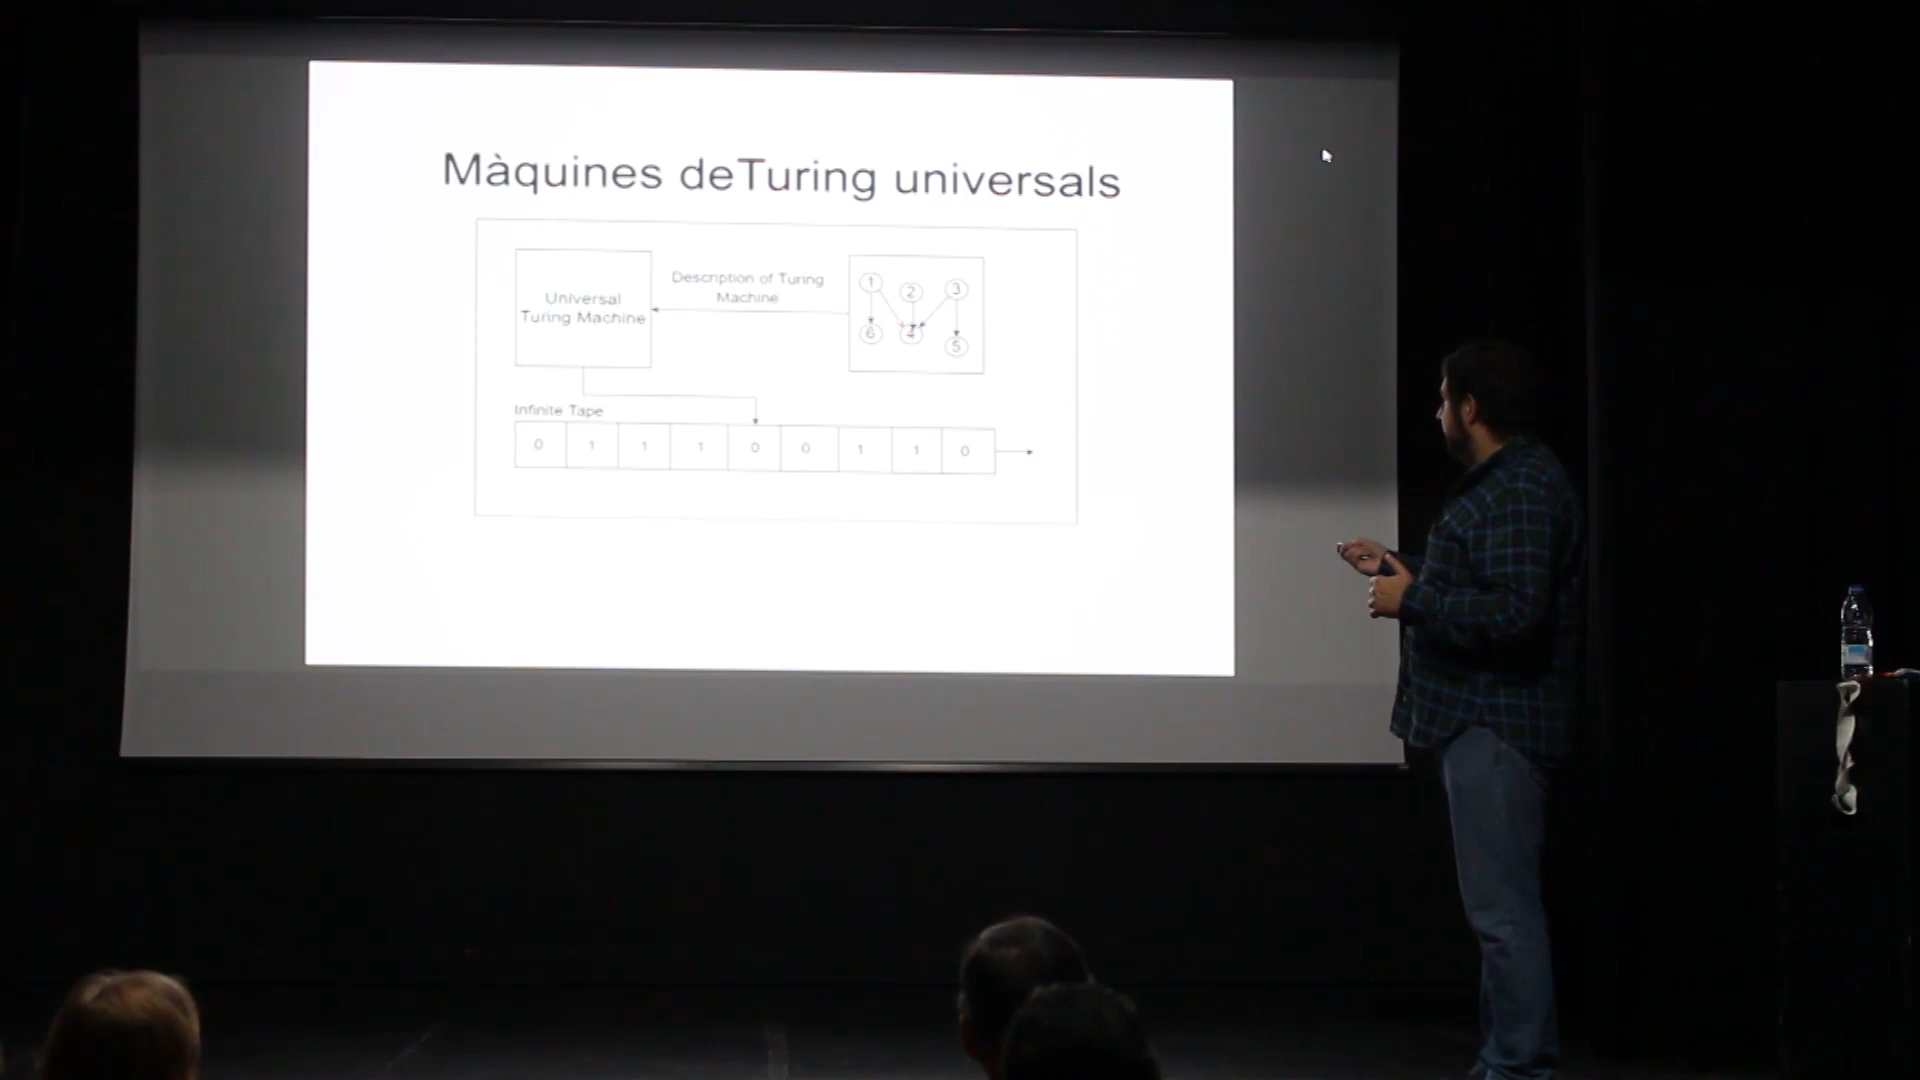 Màquines deTuring universals
Description of Turing
Machine
Universal
Turing Machine
1 2 3
6 4 5
Infinite Tape
0 1 1 1 0 0 1 1 0